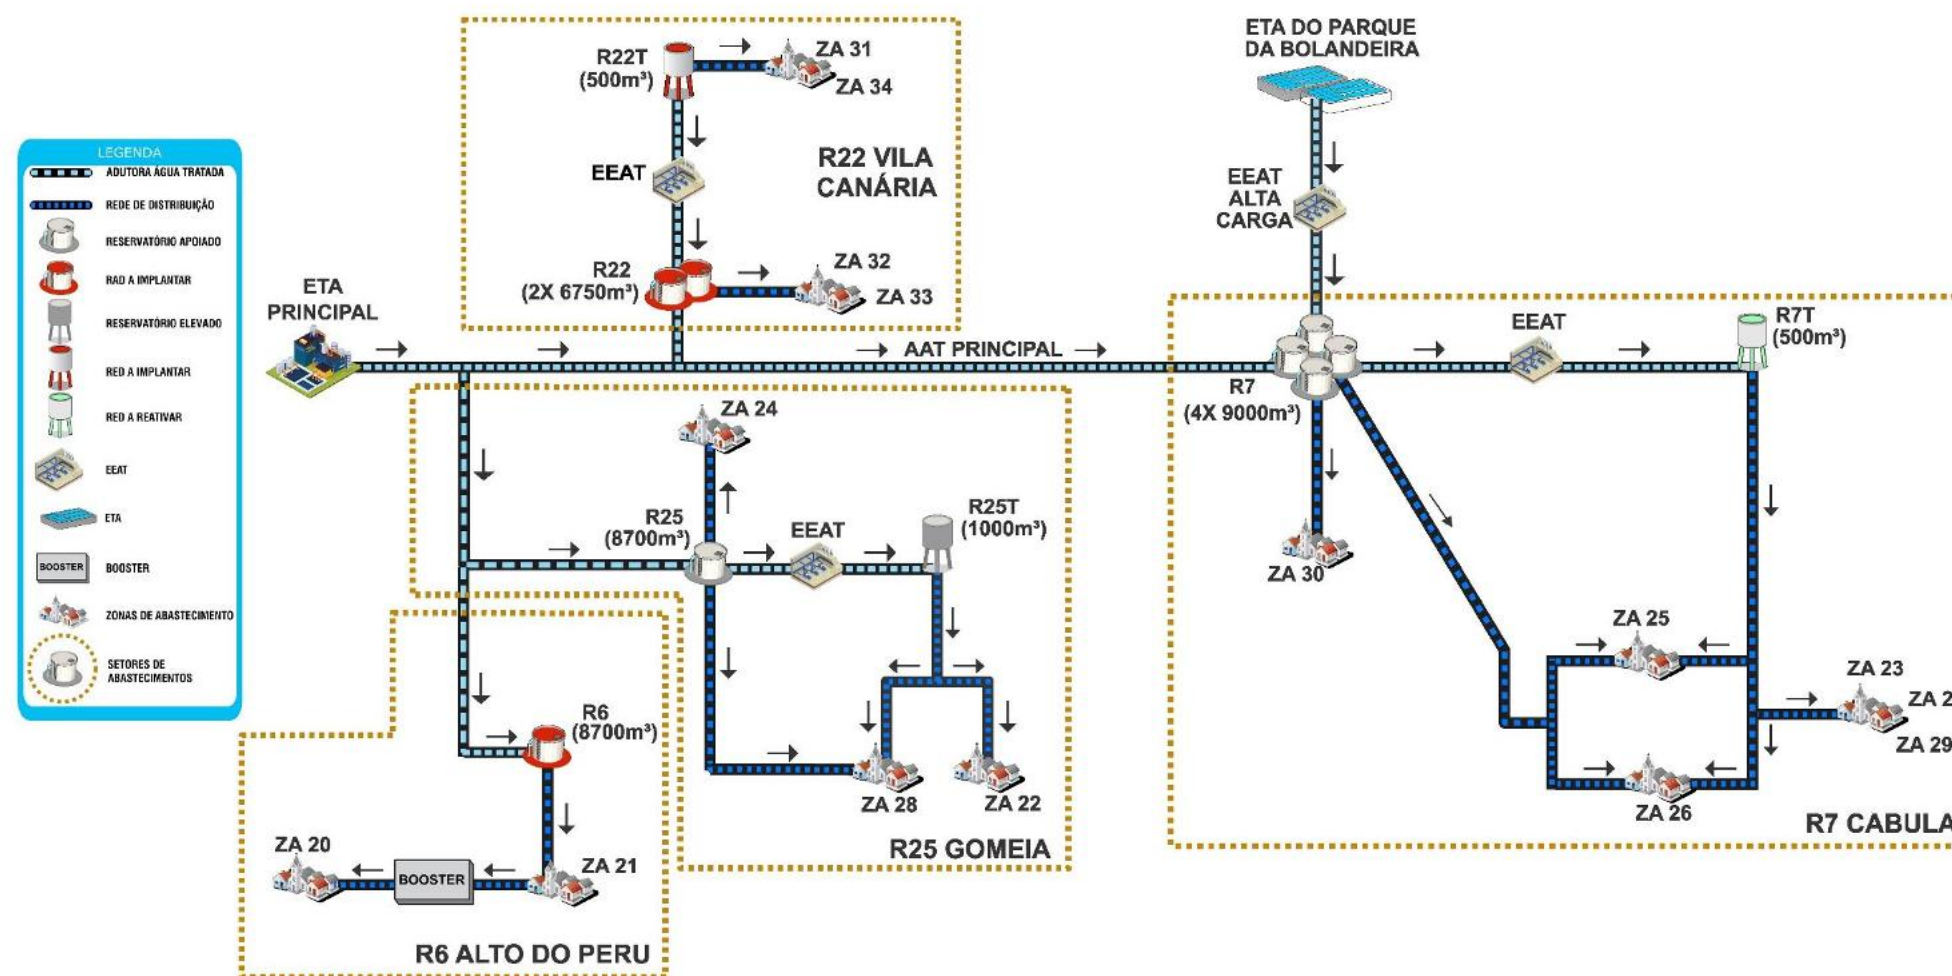 LEGENDA
ADUTORA ÁGUA TRATADA
REDE DE DISTRIBUIÇÃO
RESERVATÓRIO APOIADO
RAD A IMPLANTAR
RESERVATÓRIO ELEVADO
RED A IMPLANTAR
RED A REATIVAR
EEAT
ETA
BOOSTER
BOOSTER
ZONAS DE ABASTECIMENTO
SETORES DE
ABASTECIMENTOS
ETA
PRINCIPAL
R22T
(500m³)
ZA 31
ZA 34
EEAT
R22 VILA
CANÁRIA
R22
(2X 6750m³)
ZA 32
ZA 33
AAT PRINCIPAL
ETA DO PARQUE
DA BOLANDEIRA
EEAT
ALTA
CARGA
R7
(4X 9000m³)
EEAT
R7T
(500m³)
ZA 30
ZA 25
ZA 26
ZA 23
ZA 2
ZA 29
R7 CABULA
ZA 24
R25
(8700m³)
EEAT
R25T
(1000m³)
ZA 28
ZA 22
R25 GOMEIA
R6
(8700m³)
ZA 21
BOOSTER
ZA 20
R6 ALTO DO PERU